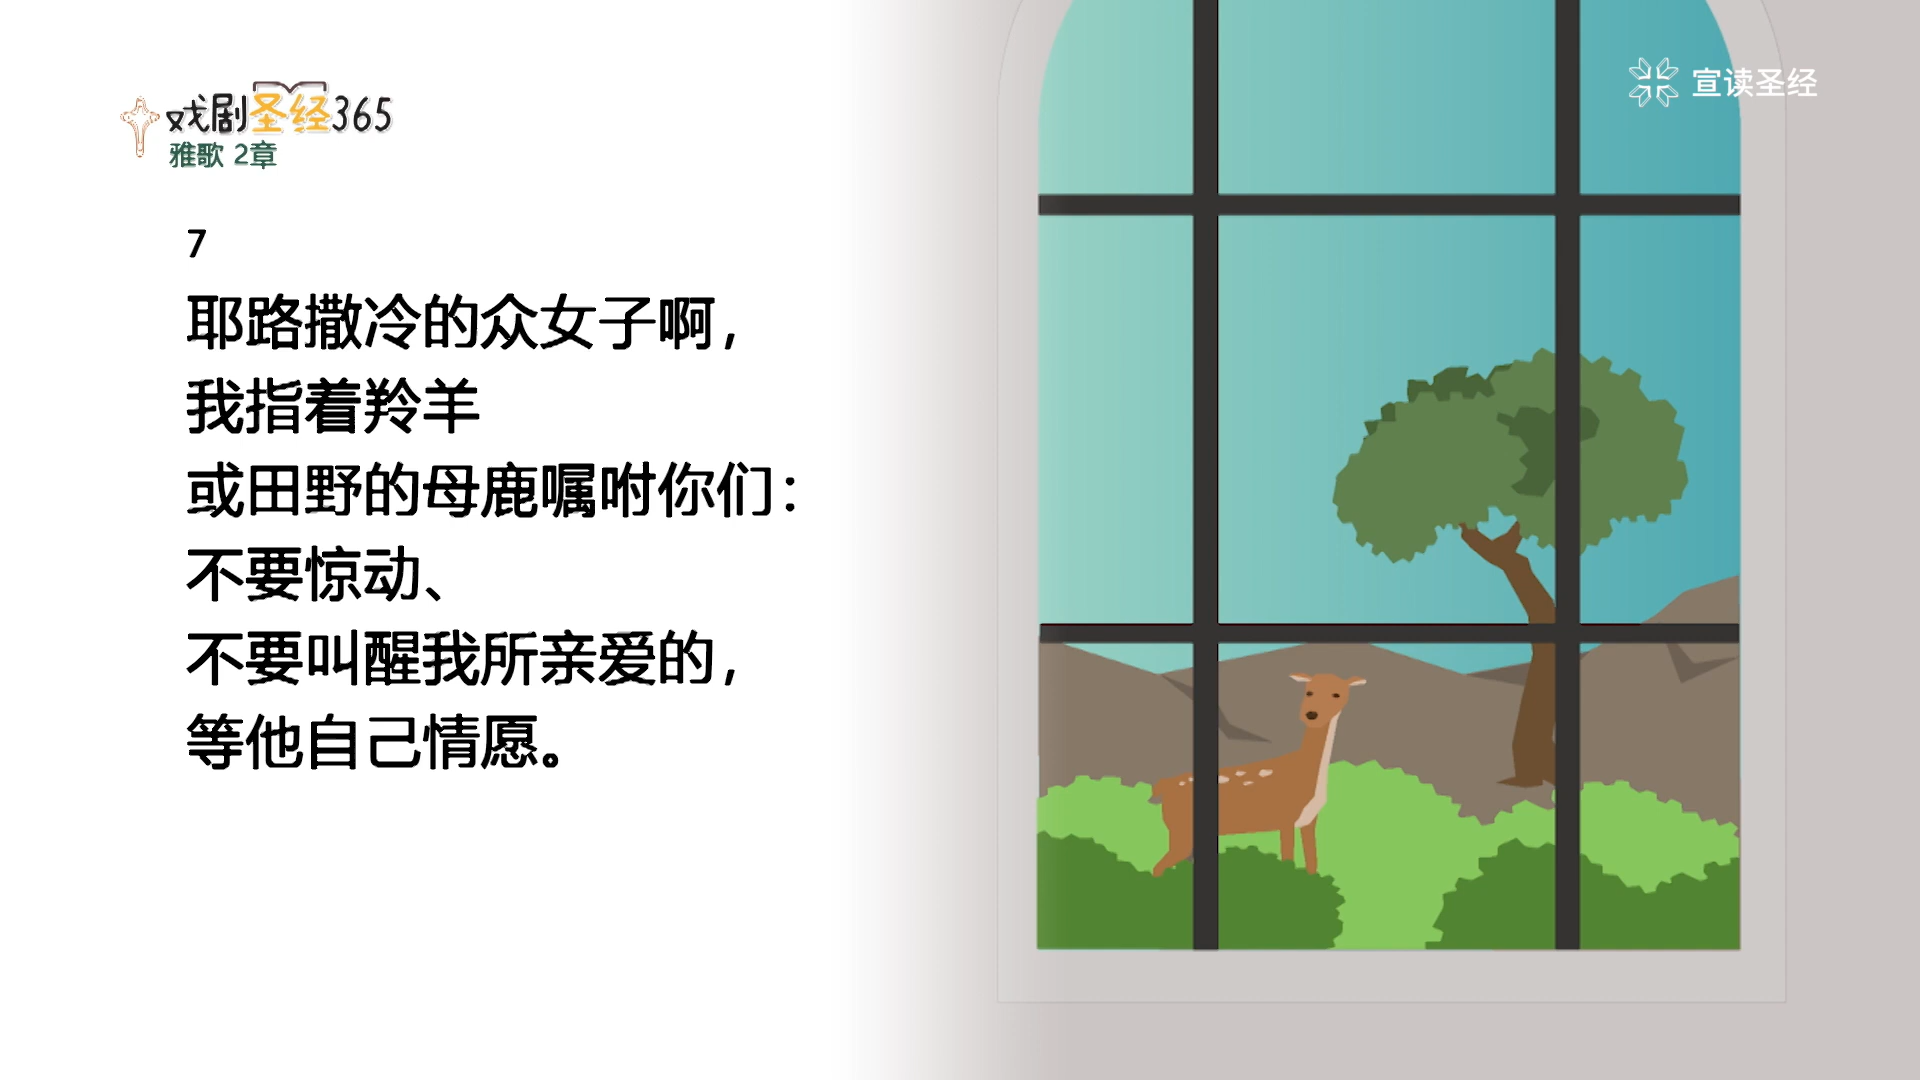 戏剧圣经365
雅歌 2章
宣读圣经
7
耶路撒冷的众女子啊，
我指着羚羊
或田野的母鹿嘱咐你们：
不要惊动、
不要叫醒我所亲爱的，
等他自己情愿。